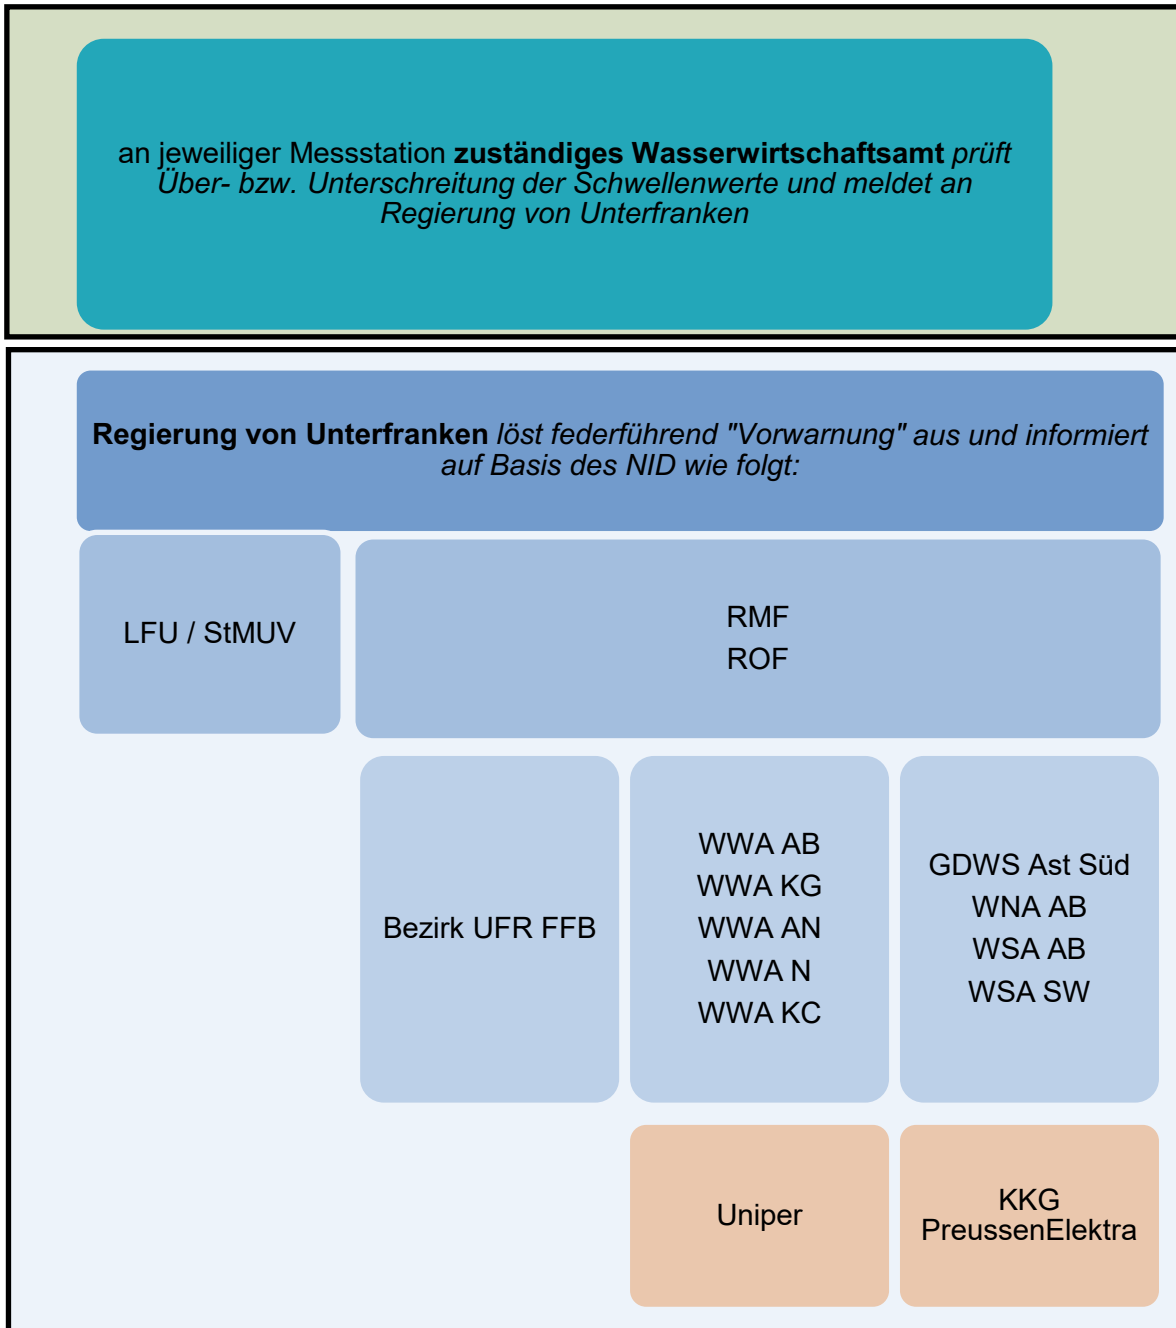 an jeweiliger Messstation zuständiges Wasserwirtschaftsamt prüft
Über- bzw. Unterschreitung der Schwellenwerte und meldet an
Regierung von Unterfranken
Regierung von Unterfranken löst federführend "Vorwarnung" aus und informiert
auf Basis des NID wie folgt:
LFU / StMUV
RMF
ROF
Bezirk UFR FFB
WWA AB
WWA KG
WWA AN
WWA N
WWA KC
GDWS Ast Süd
WNA AB
WSA AB
WSA SW
Uniper
KKG
PreussenElektra